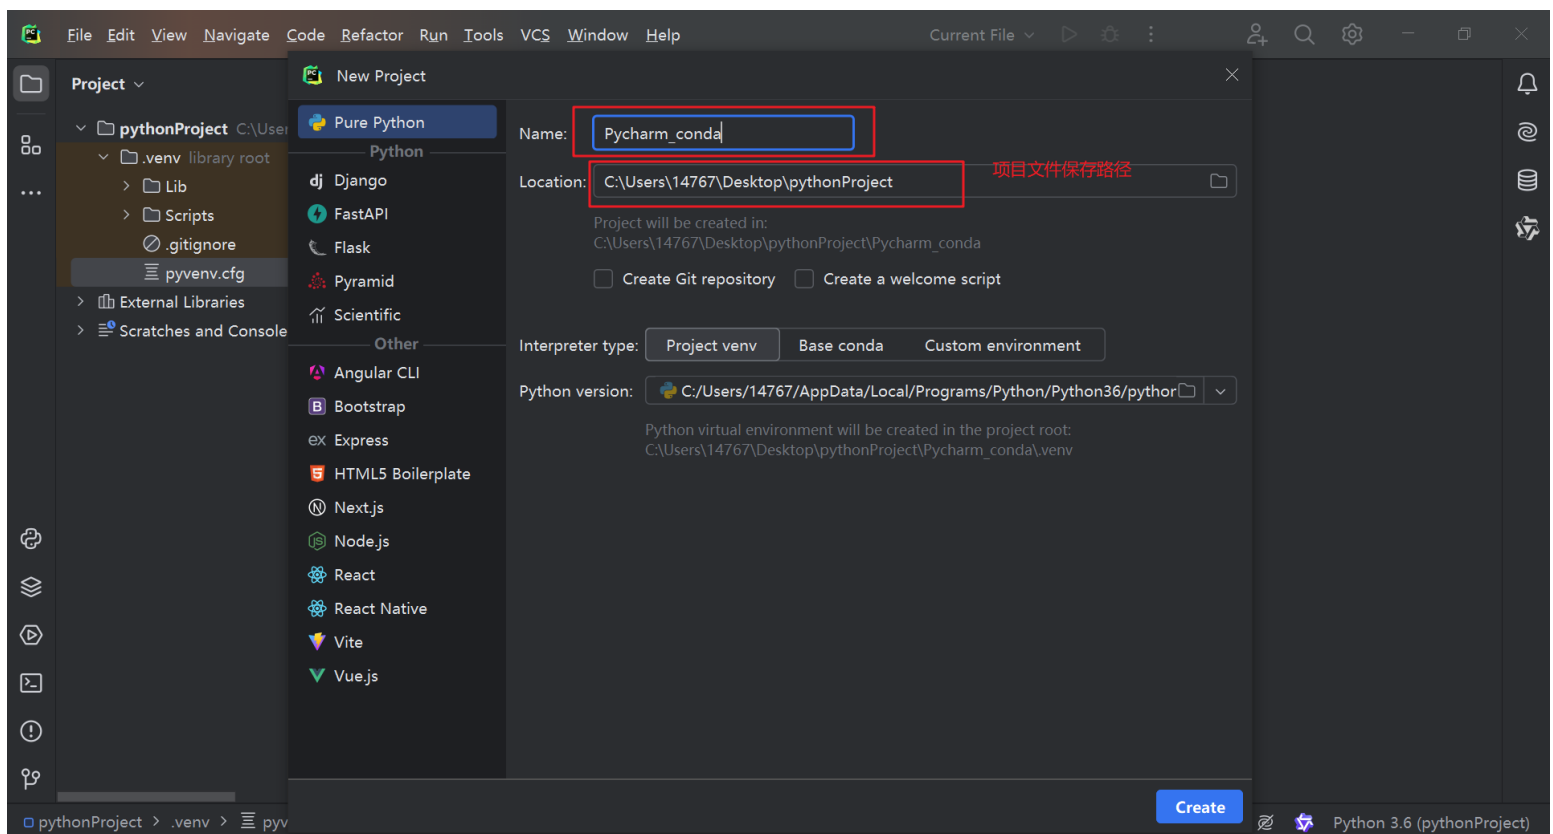 File Edit View Navigate Code Refactor Run Tools VCS Window Help Current File
Project
New Project
pythonProject C:\User
.venv library root
Lib
Scripts
.gitignore
pyvenv.cfg
External Libraries
Scratches and Console
Pure Python
Python
dj Django
FastAPI
Flask
Pyramid
Scientific
Other
Angular CLI
B Bootstrap
ex Express
HTML5 Boilerplate
Next.js
Node.js
React
React Native
Vite
Vue.js
Name: Pycharm_conda
Location: C:\Users\14767\Desktop\pythonProject
项目文件保存路径
Project will be created in:
C:\Users\14767\Desktop\pythonProject\Pycharm_conda
Create Git repository Create a welcome script
Interpreter type: Project venv Base conda Custom environment
Python version: C:/Users/14767/AppData/Local/Programs/Python/Python36/python
Python virtual environment will be created in the project root:
C:\Users\14767\Desktop\pythonProject\Pycharm_conda\.venv
Create
pythonProject > .venv > pyv
Python 3.6 (pythonProject)